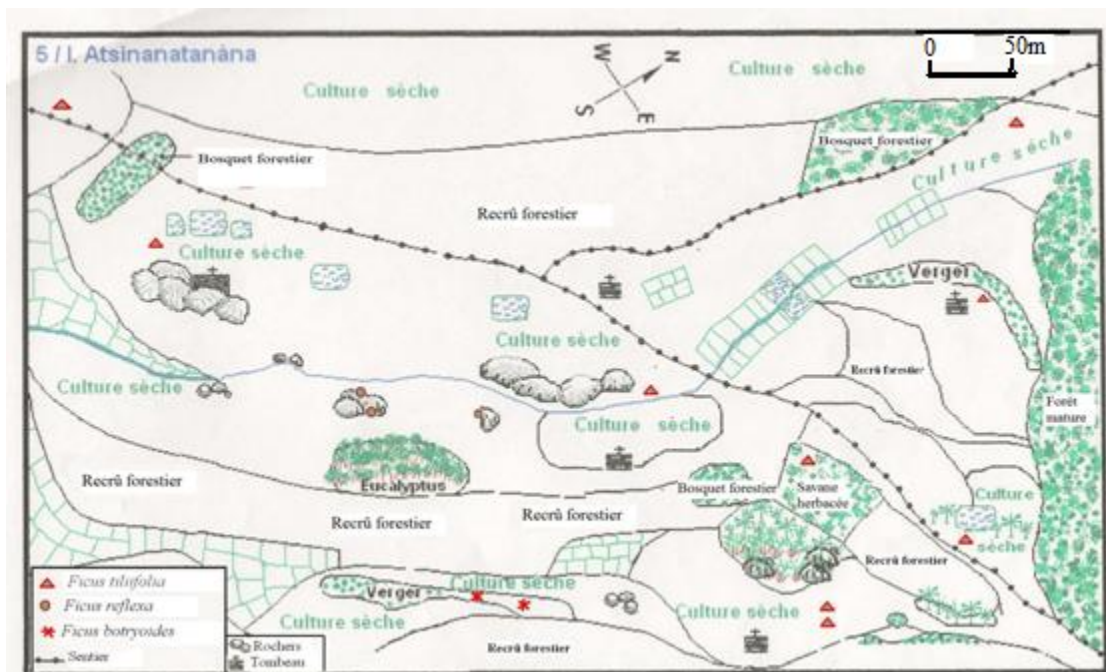 5 / I. Atsinanatanàna
0 50m
N
W
S
E
Culture sèche
Culture sèche
Bosquet forestier
Bosquet forestier
Culture sèche
Recrû forestier
Culture sèche
Verger
Culture sèche
Culture sèche
Recrû forestier
Forêt
mature
Culture sèche
Recrû forestier
Eucalyptus
Bosquet forestier
Savane
herbacée
Culture
sèche
Recrû forestier
Recrû forestier
Recrû forestier
Verger
Culture sèche
Culture sèche
Culture sèche
Recrû forestier
Ficus tiliifolia
Ficus reflexa
Ficus botryoides
Sentier
Rochers
Tombeau